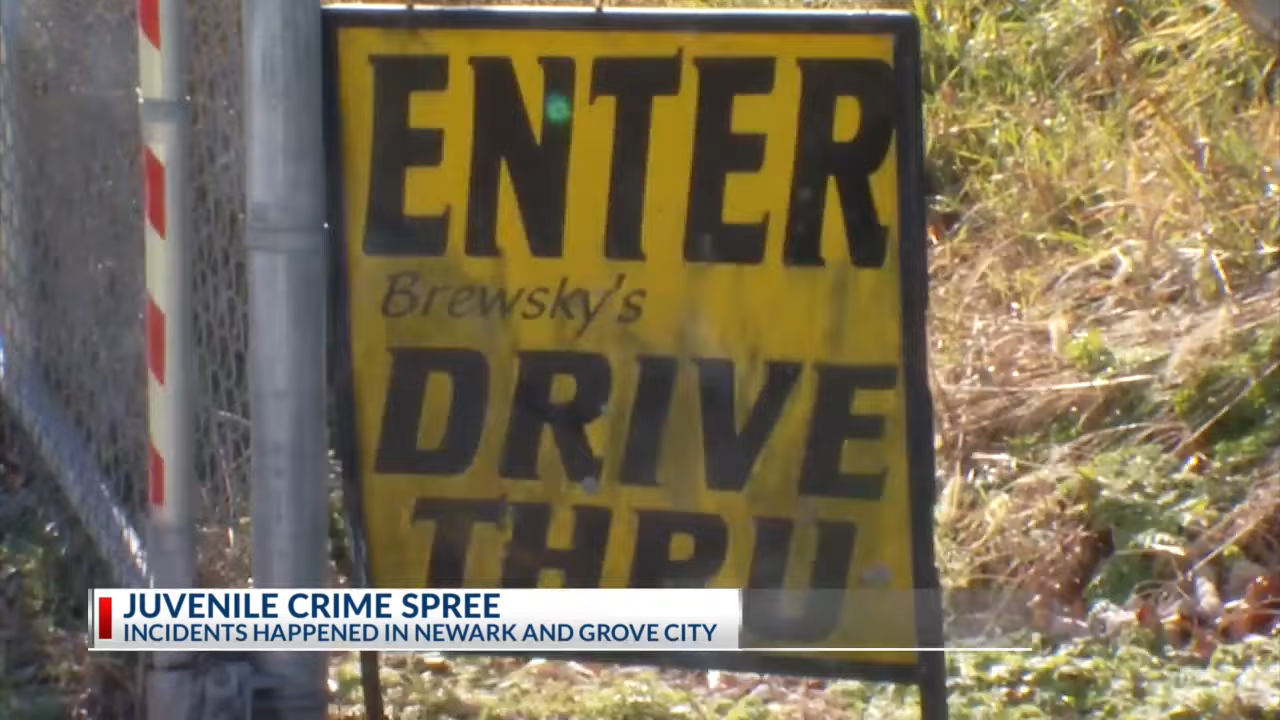 ENTER
Brewsky's
DRIVE
THRU
JUVENILE CRIME SPREE
INCIDENTS HAPPENED IN NEWARK AND GROVE CITY